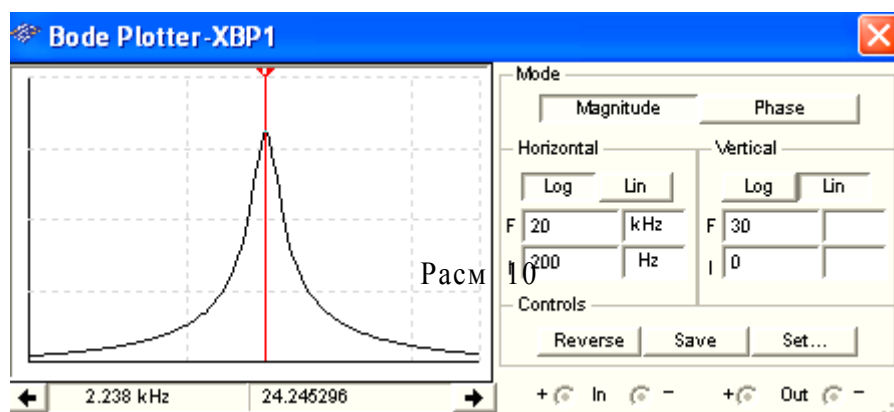 Bode Plotter-XBP1
Mode
Magnitude Phase
Horizontal Vertical
Log Lin Log Lin
F 20 kHz F 30
I 200 Hz I 0
Расм 10
Controls
Reverse Save Set...
2.238 kHz 24.245296 + In - + Out -